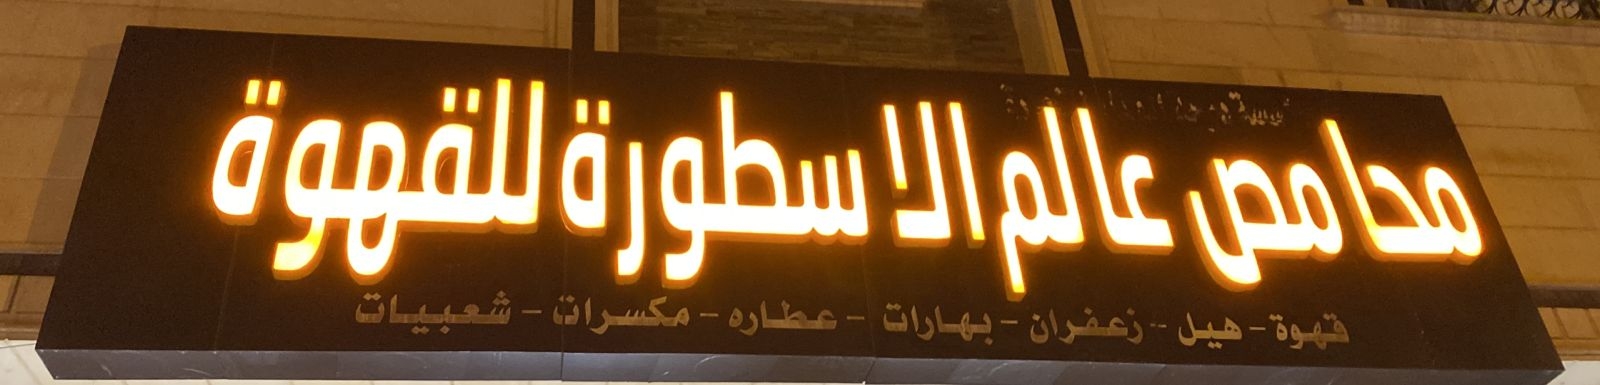 محامص عالم الاسطورة للقهوة
قهوة - هيل - زعفران - بهارات - عطاره - مكسرات - شعبيات